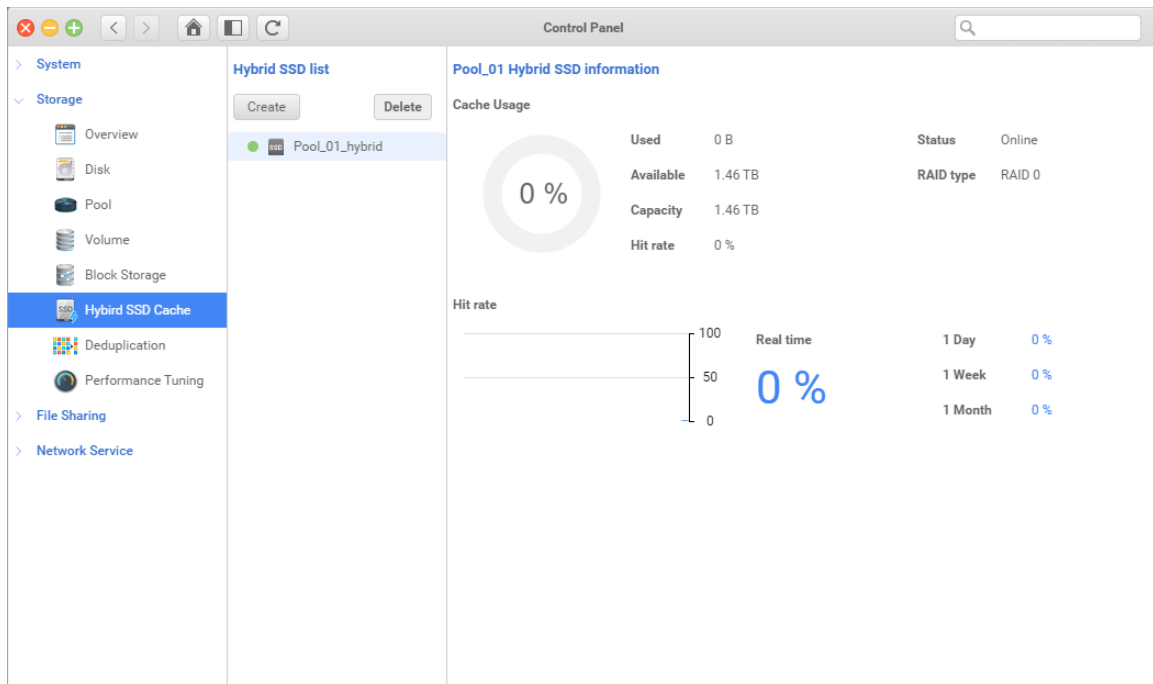 Control Panel
System
Storage
Overview
Disk
Pool
Volume
Block Storage
SSD
Hybird SSD Cache
Deduplication
Performance Tuning
File Sharing
Network Service
Hybrid SSD list
Create Delete
SSD Pool_01_hybrid
Pool_01 Hybrid SSD information
Cache Usage
0 %
Used 0 B
Available 1.46 TB
Capacity 1.46 TB
Hit rate 0 %
Status Online
RAID type RAID 0
Hit rate
100
50
0
Real time
0 %
1 Day 0 %
1 Week 0 %
1 Month 0 %